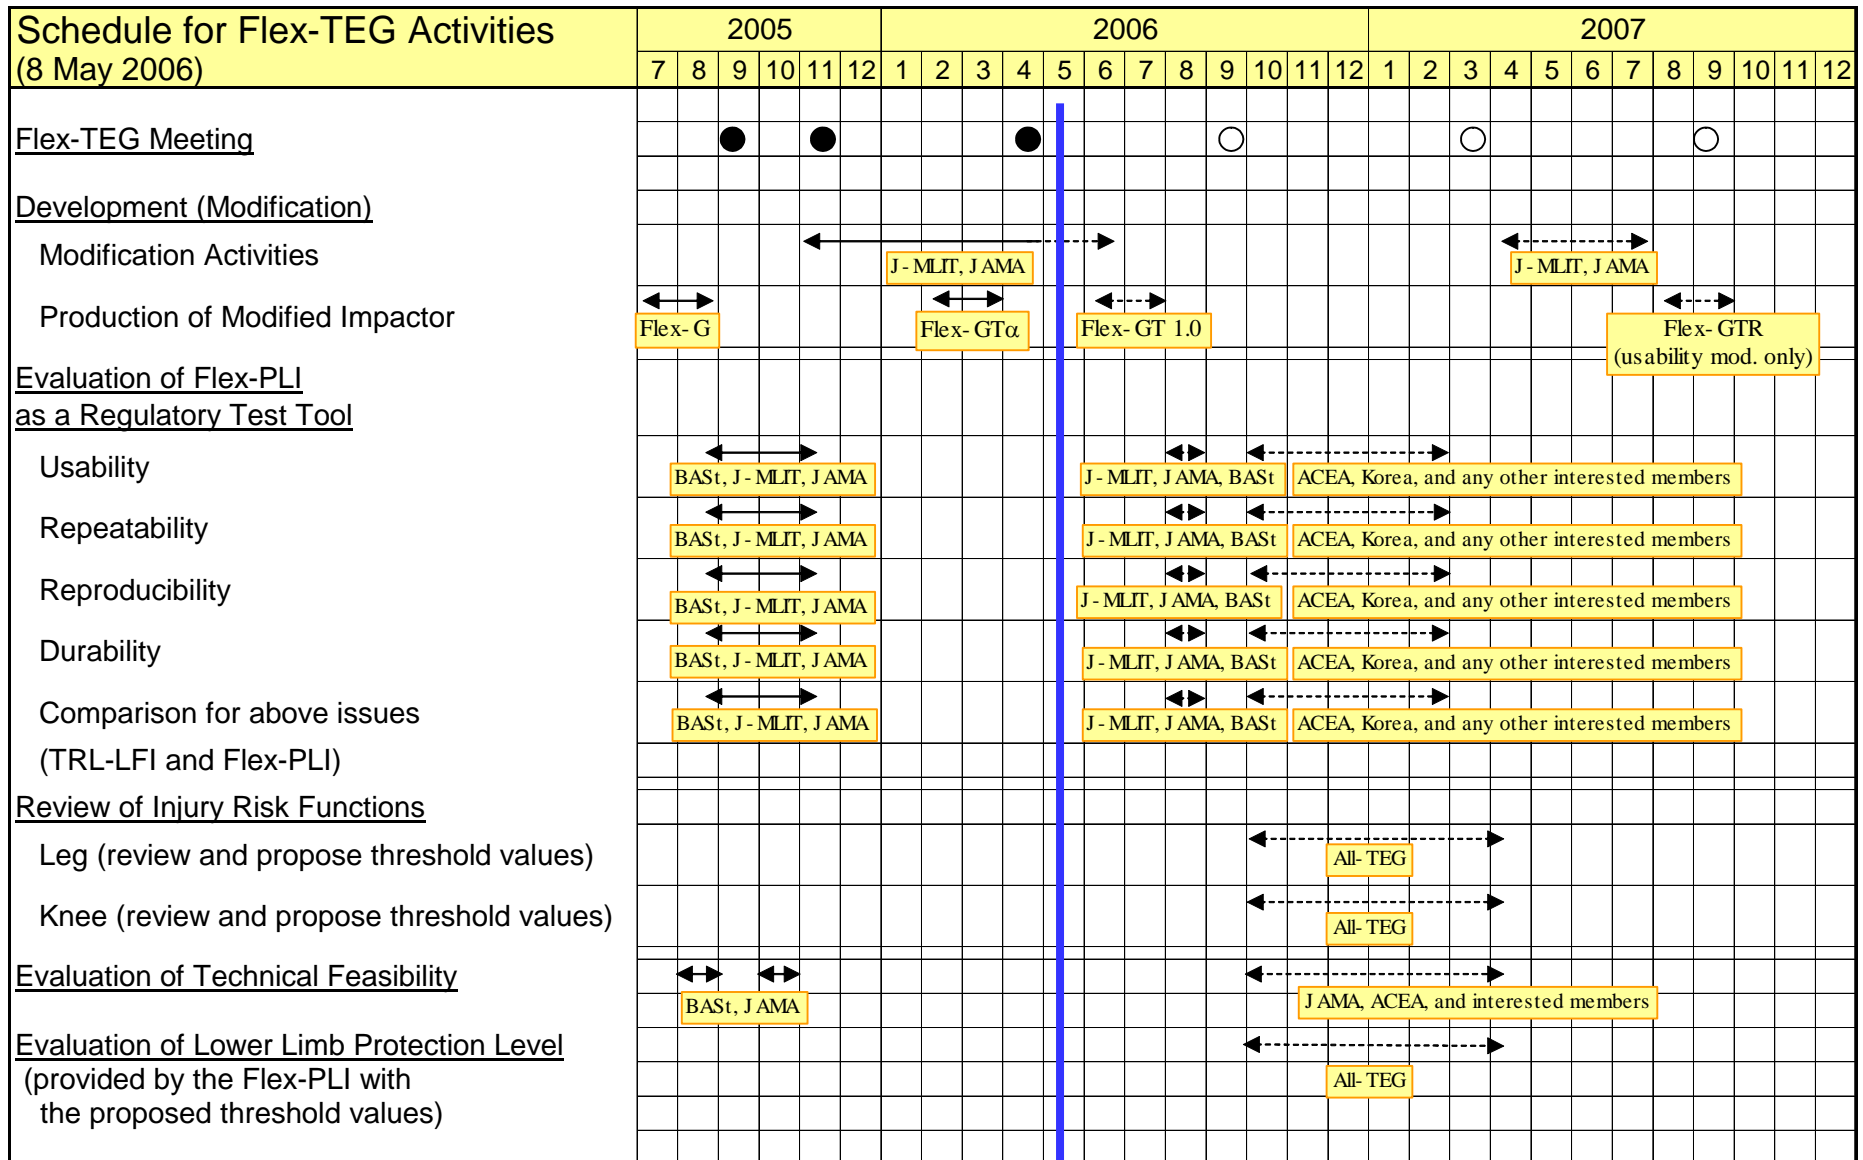 Schedule for Flex-TEG Activities
(8 May 2006)
2005 2006 2007
7 8 9 10 11 12 1 2 3 4 5 6 7 8 9 10 11 12 1 2 3 4 5 6 7 8 9 10 11 12
Flex-TEG Meeting
Development (Modification)
Modification Activities
J-MLIT, JAMA J-MLIT, JAMA
Production of Modified Impactor
Flex-G Flex-GTα Flex-GT 1.0 Flex-GTR
(usability mod. only)
Evaluation of Flex-PLI
as a Regulatory Test Tool
Usability
BASt, J-MLIT, JAMA J-MLIT, JAMA, BASt ACEA, Korea, and any other interested members
Repeatability
BASt, J-MLIT, JAMA J-MLIT, JAMA, BASt ACEA, Korea, and any other interested members
Reproducibility
BASt, J-MLIT, JAMA J-MLIT, JAMA, BASt ACEA, Korea, and any other interested members
Durability
BASt, J-MLIT, JAMA J-MLIT, JAMA, BASt ACEA, Korea, and any other interested members
Comparison for above issues
BASt, J-MLIT, JAMA J-MLIT, JAMA, BASt ACEA, Korea, and any other interested members
(TRL-LFI and Flex-PLI)
Review of Injury Risk Functions
Leg (review and propose threshold values)
All-TEG
Knee (review and propose threshold values)
All-TEG
Evaluation of Technical Feasibility
BASt, JAMA JAMA, ACEA, and interested members
Evaluation of Lower Limb Protection Level
(provided by the Flex-PLI with
All-TEG
the proposed threshold values)